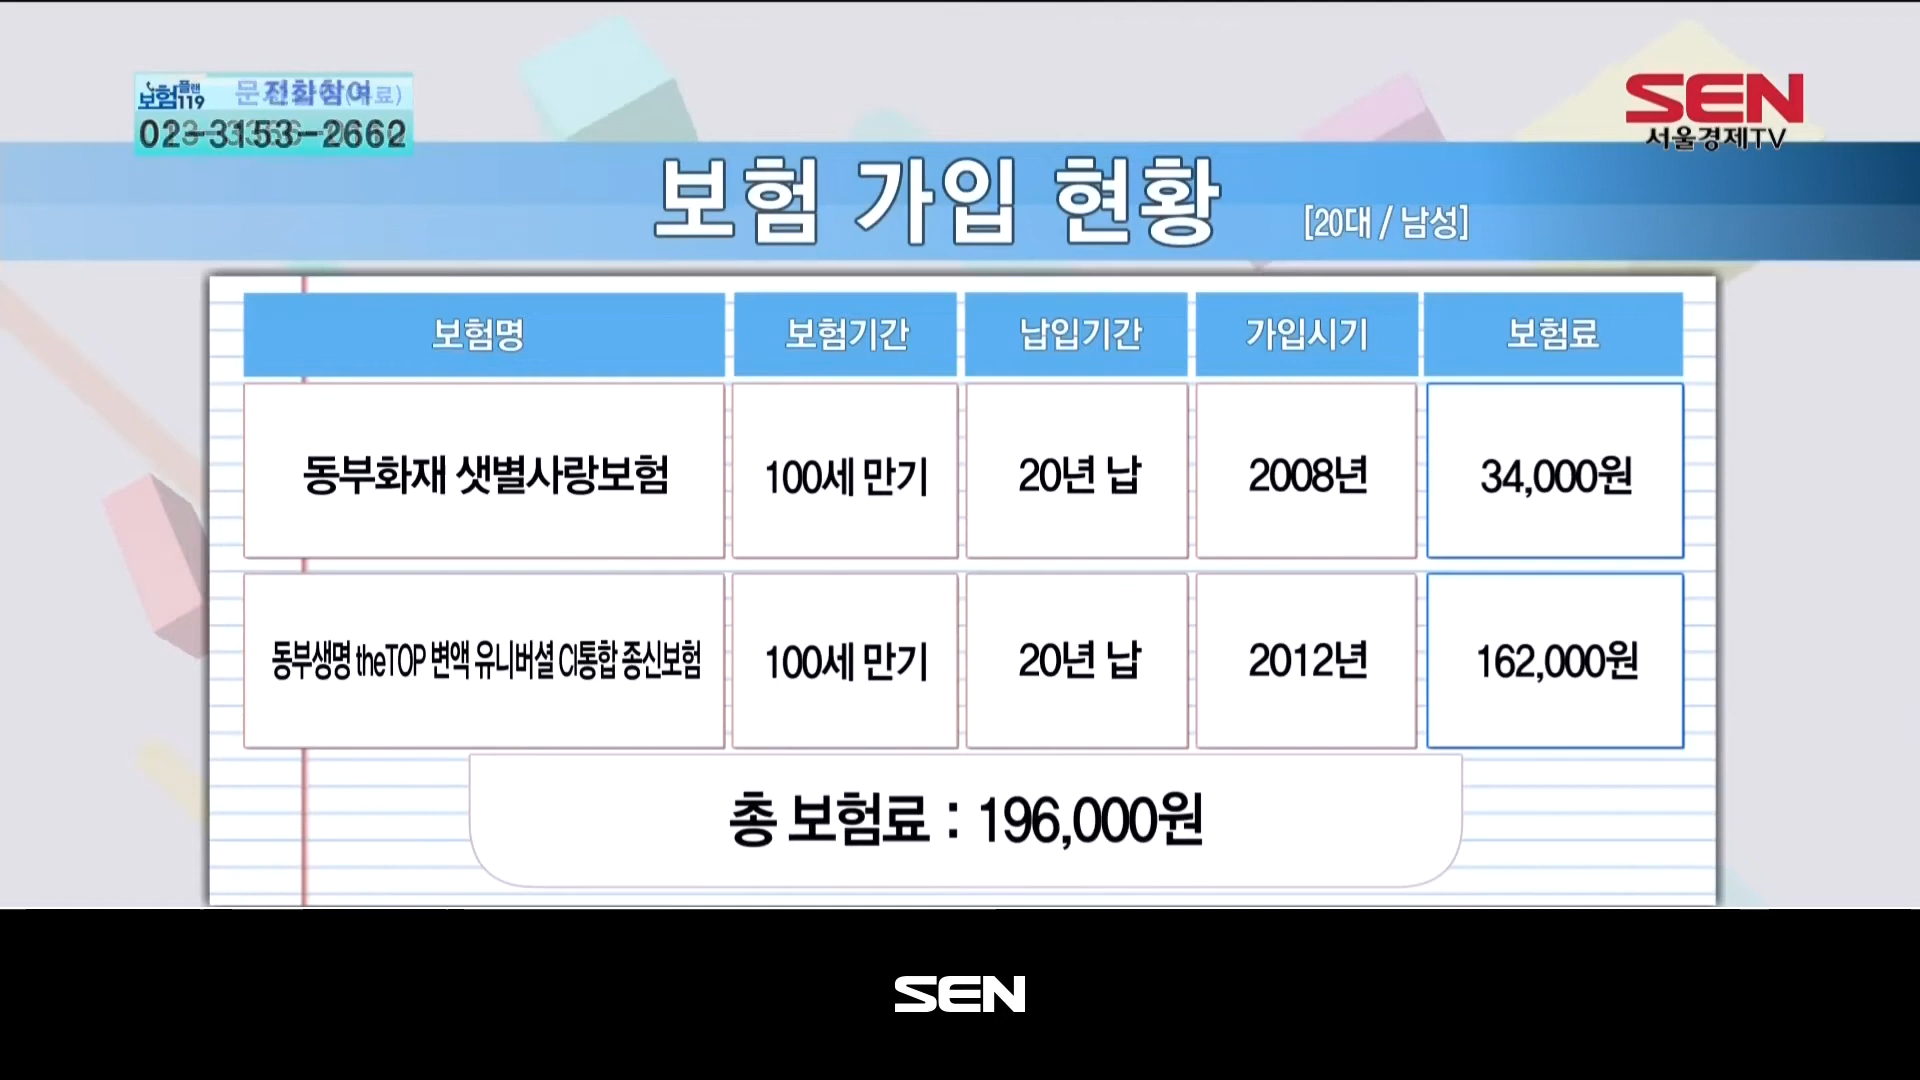 보험플랜119 전화참여
02-3153-2662
SEN
서울경제TV
보험 가입 현황 [20대 / 남성]
보험명 보험기간 납입기간 가입시기 보험료
동부화재 샛별사랑보험 100세 만기 20년 납 2008년 34,000원
동부생명 theTOP 변액 유니버셜 CI통합 종신보험 100세 만기 20년 납 2012년 162,000원
총 보험료 : 196,000원
SEN